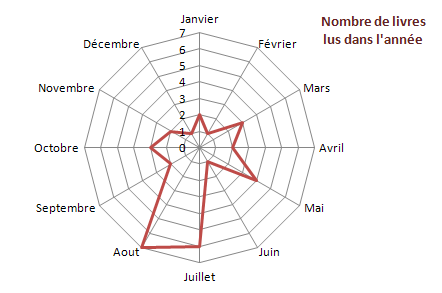 Nombre de livres
lus dans l'année
Janvier
Février
Mars
Avril
Mai
Juin
Juillet
Aout
Septembre
Octobre
Novembre
Décembre
7
6
5
4
3
2
1
0